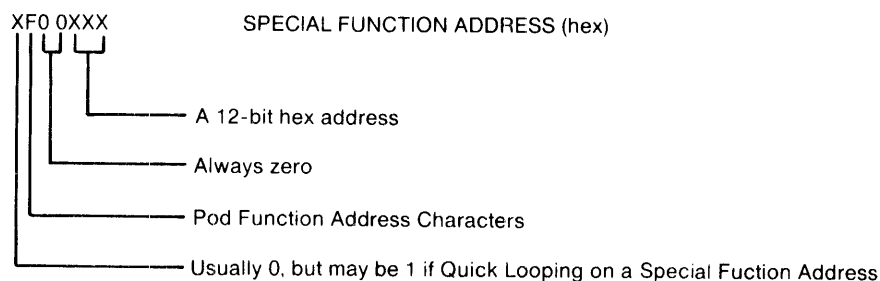 XF0 0XXX SPECIAL FUNCTION ADDRESS (hex)
A 12-bit hex address
Always zero
Pod Function Address Characters
Usually 0, but may be 1 if Quick Looping on a Special Fuction Address